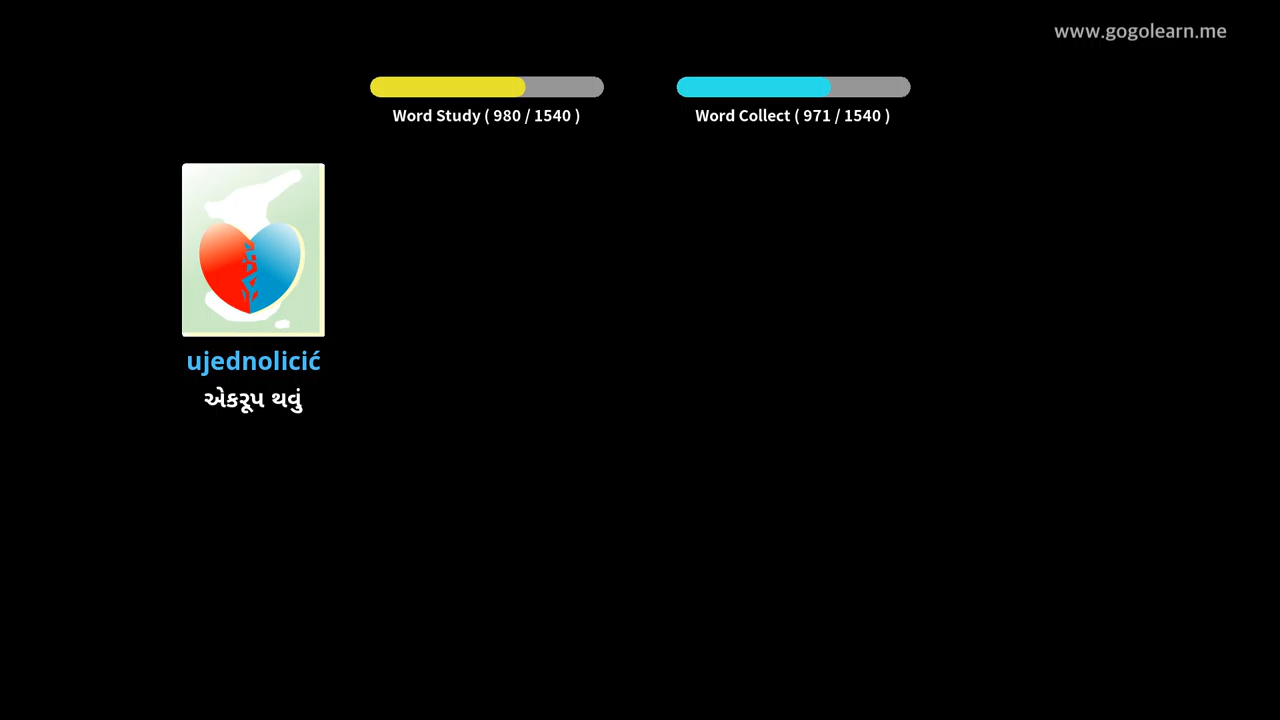 www.gogolearn.me
Word Study ( 980 / 1540 )
Word Collect ( 971 / 1540 )
ujednolicić
એકરૂપ થવું